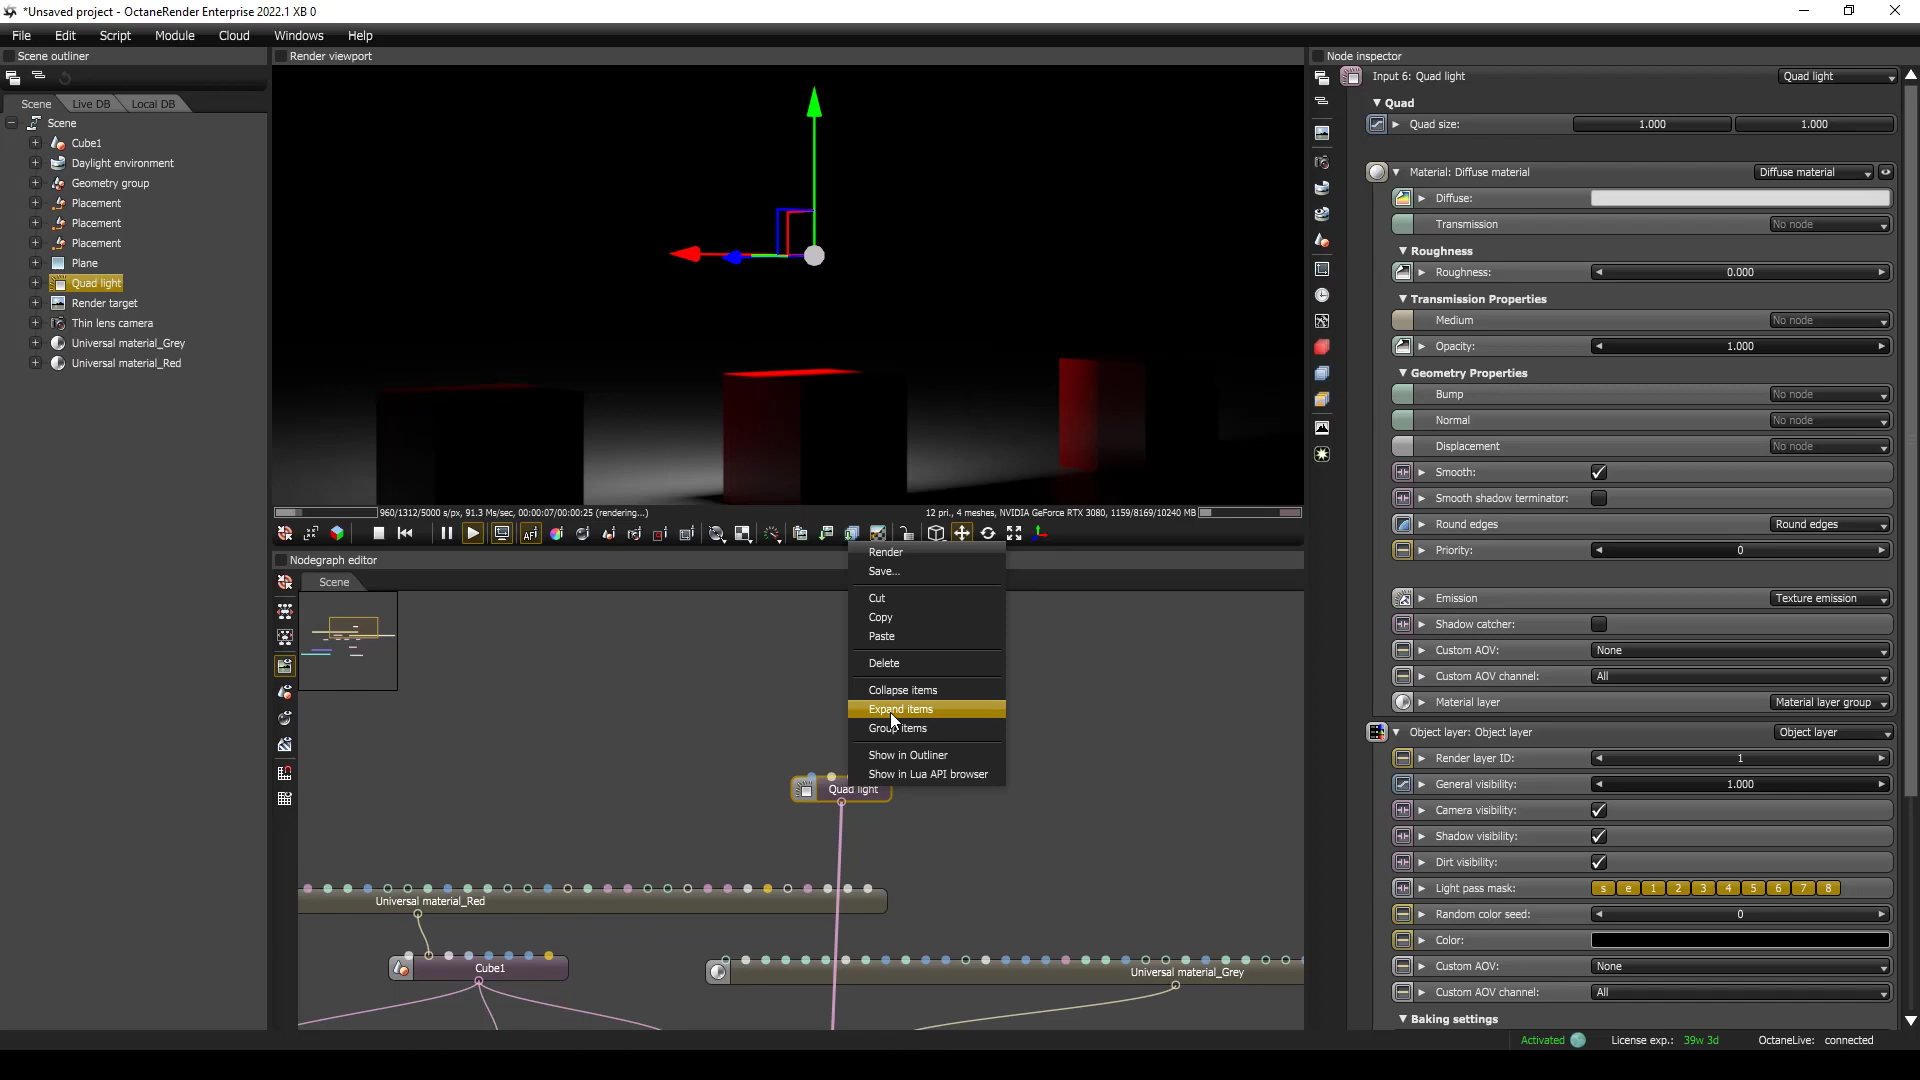 *Unsaved project - OctaneRender Enterprise 2022.1 XB 0
File Edit Script Module Cloud Windows Help
Scene outliner
Scene Live DB Local DB
Scene
Cube1
Daylight environment
Geometry group
Placement
Placement
Placement
Plane
Quad light
Render target
Thin lens camera
Universal material_Grey
Universal material_Red
Render viewport
960/1312/5000 s/px, 91.3 Ms/sec, 00:00:07/00:00:25 (rendering...)
12 pri., 4 meshes, NVIDIA GeForce RTX 3080, 1159/8169/10240 MB
AF
Nodegraph editor
Scene
Render
Save...
Cut
Copy
Paste
Delete
Collapse items
Expand items
Group items
Show in Outliner
Show in Lua API browser
Quad light
Universal material_Red
Cube1
Universal material_Grey
Node inspector
Input 6: Quad light Quad light
Quad
Quad size: 1.000 1.000
Material: Diffuse material Diffuse material
Diffuse:
Transmission No node
Roughness
Roughness: 0.000
Transmission Properties
Medium No node
Opacity: 1.000
Geometry Properties
Bump No node
Normal No node
Displacement No node
Smooth:
Smooth shadow terminator:
Round edges Round edges
Priority: 0
Emission Texture emission
Shadow catcher:
Custom AOV: None
Custom AOV channel: All
Material layer Material layer group
Object layer: Object layer Object layer
Render layer ID: 1
General visibility: 1.000
Camera visibility:
Shadow visibility:
Dirt visibility:
Light pass mask: s e 1 2 3 4 5 6 7 8
Random color seed: 0
Color:
Custom AOV: None
Custom AOV channel: All
Baking settings
Activated License exp.: 39w 3d OctaneLive: connected